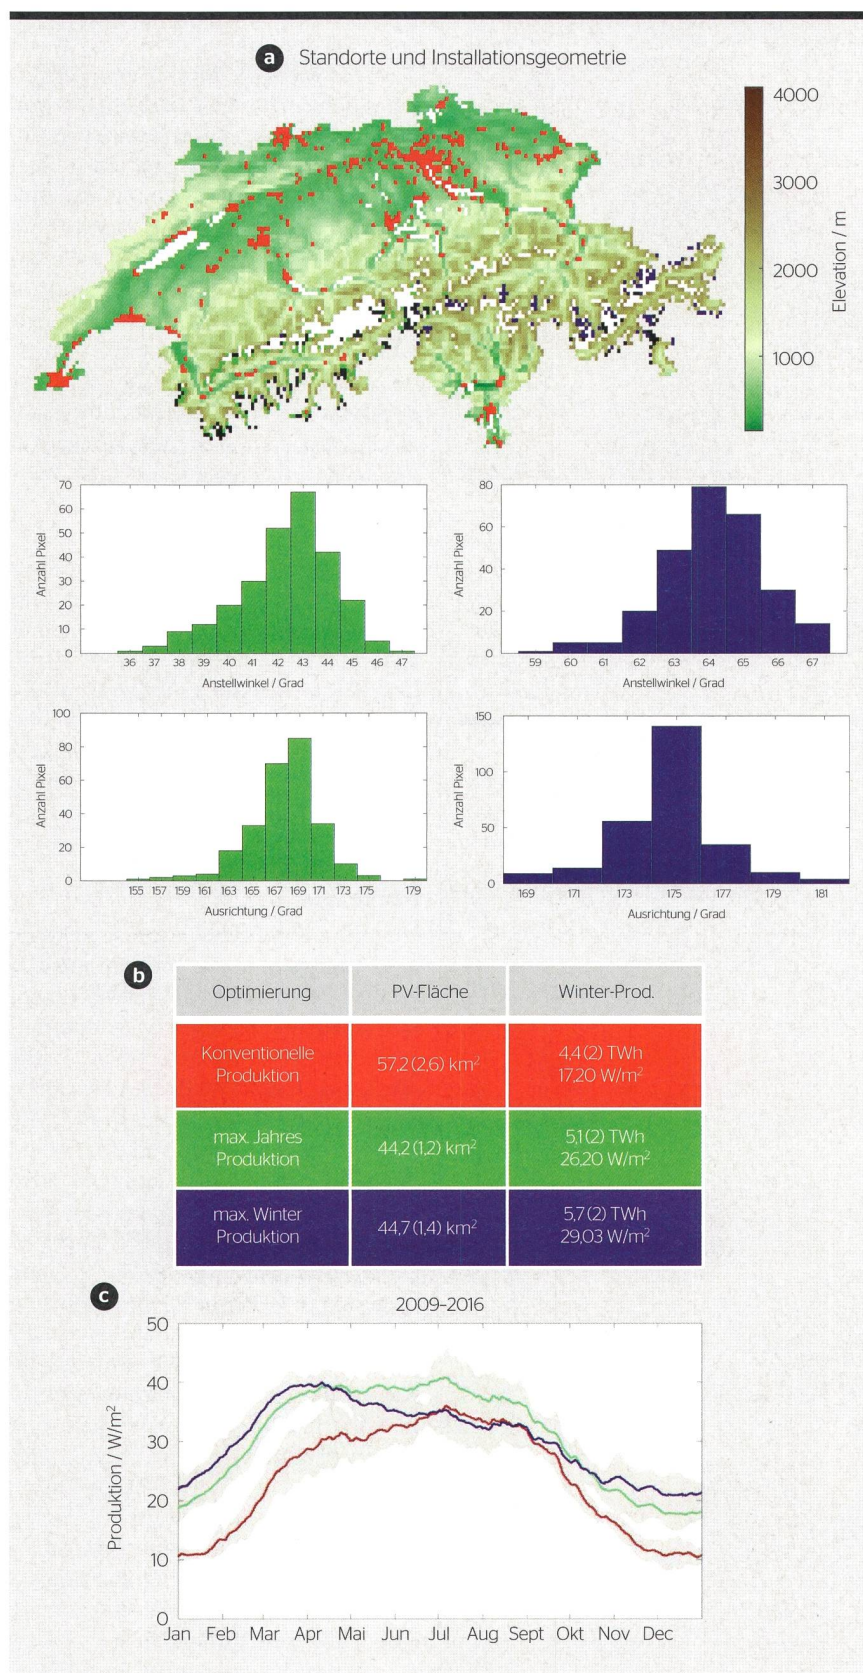 a Standorte und Installationsgeometrie
4000
3000
2000
1000
Elevation / m
70
60
50
40
30
20
10
0
Anzahl Pixel
36 37 38 39 40 41 42 43 44 45 46 47
Anstellwinkel / Grad
80
60
40
20
0
Anzahl Pixel
59 60 61 62 63 64 65 66 67
Anstellwinkel / Grad
100
80
60
40
20
0
Anzahl Pixel
155 157 159 161 163 165 167 169 171 173 175 179
Ausrichtung / Grad
150
100
50
0
Anzahl Pixel
169 171 173 175 177 179 181
Ausrichtung / Grad
b
Optimierung PV-Fläche Winter-Prod.
Konventionelle
Produktion
57,2 (2,6) km²
4,4 (2) TWh
17,20 W/m²
max. Jahres
Produktion
44,2 (1,2) km²
5,1 (2) TWh
26,20 W/m²
max. Winter
Produktion
44,7 (1,4) km²
5,7 (2) TWh
29,03 W/m²
c
2009–2016
50
40
30
20
10
0
Produktion / W/m²
Jan Feb Mar Apr Mai Jun Jul Aug Sept Okt Nov Dec